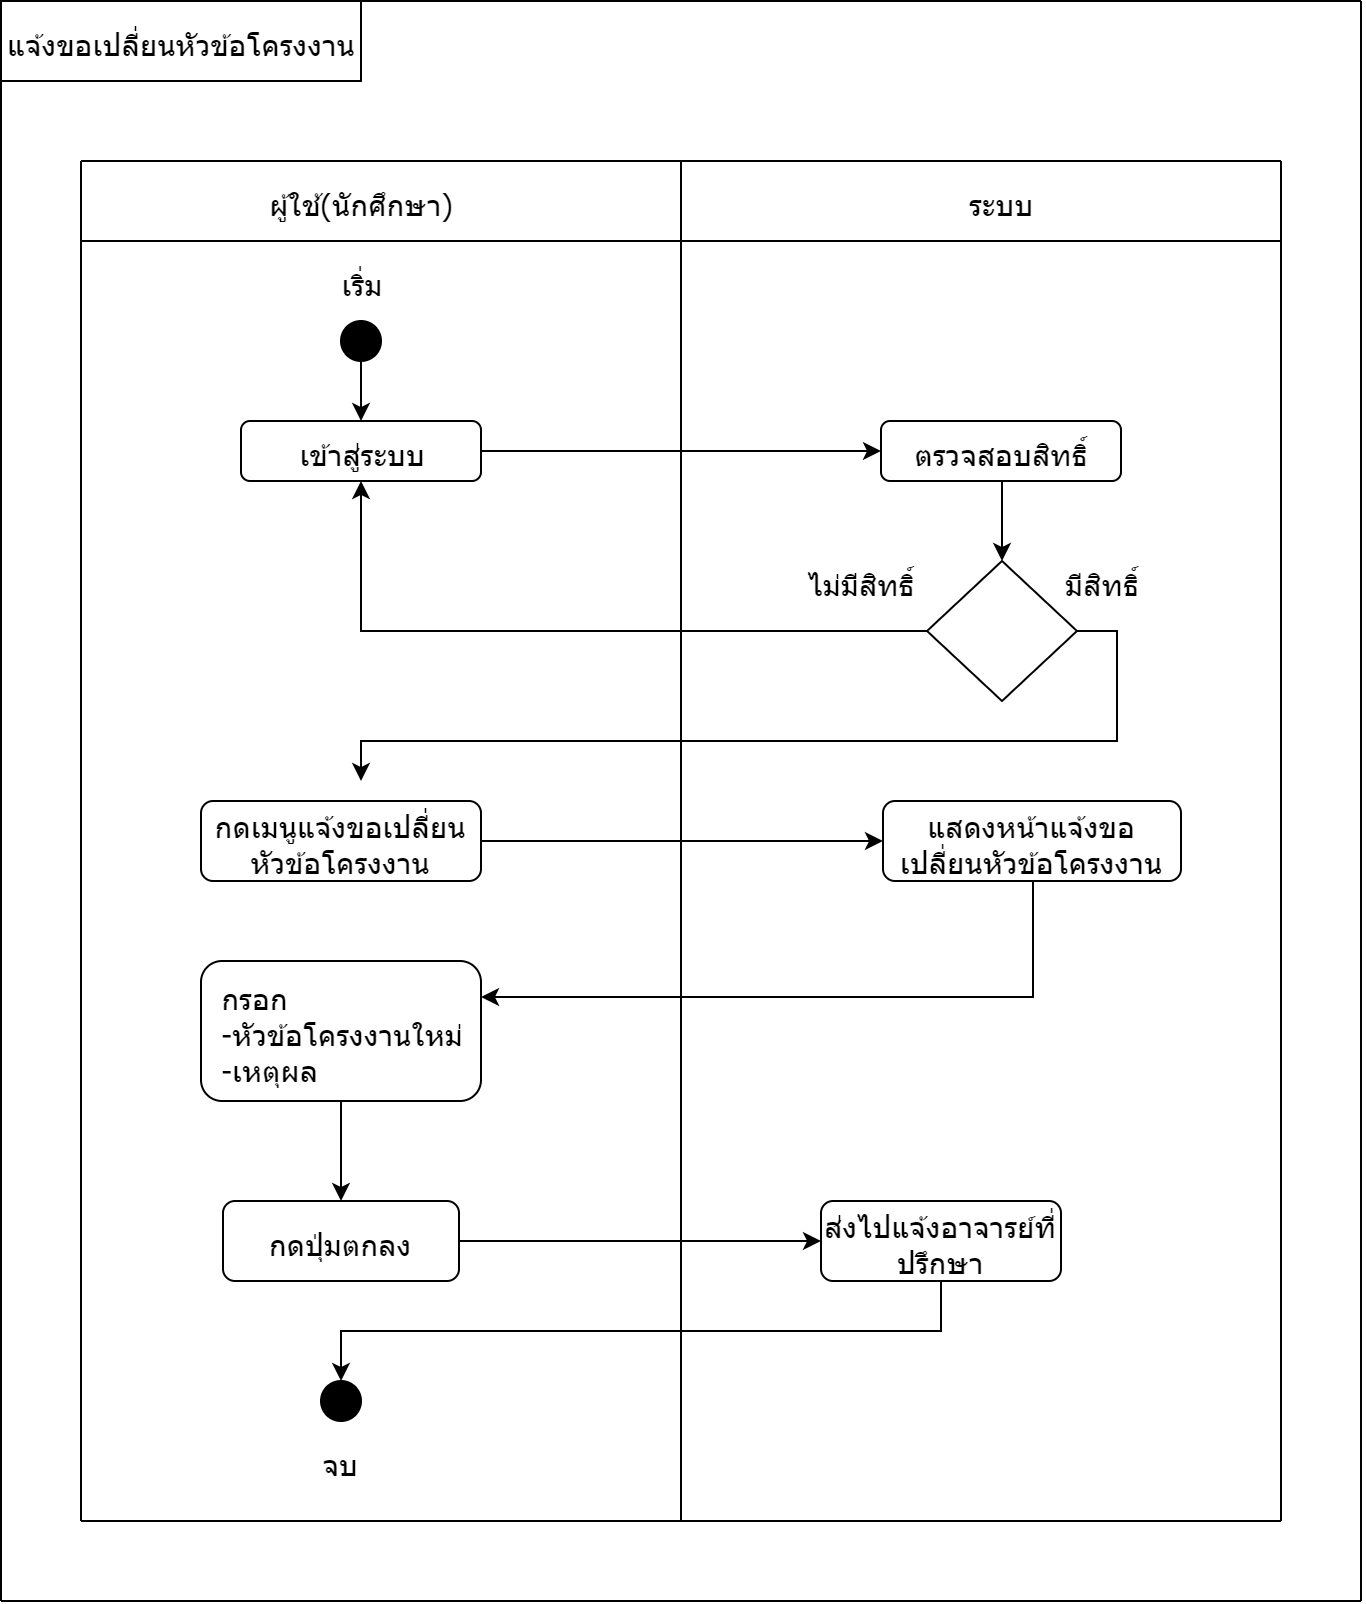 แจ้งขอเปลี่ยนหัวข้อโครงงาน
ผู้ใช้(นักศึกษา)
ระบบ
เริ่ม
เข้าสู่ระบบ
ตรวจสอบสิทธิ์
ไม่มีสิทธิ์
มีสิทธิ์
กดเมนูแจ้งขอเปลี่ยน
หัวข้อโครงงาน
แสดงหน้าแจ้งขอ
เปลี่ยนหัวข้อโครงงาน
กรอก
-หัวข้อโครงงานใหม่
-เหตุผล
กดปุ่มตกลง
ส่งไปแจ้งอาจารย์ที่
ปรึกษา
จบ